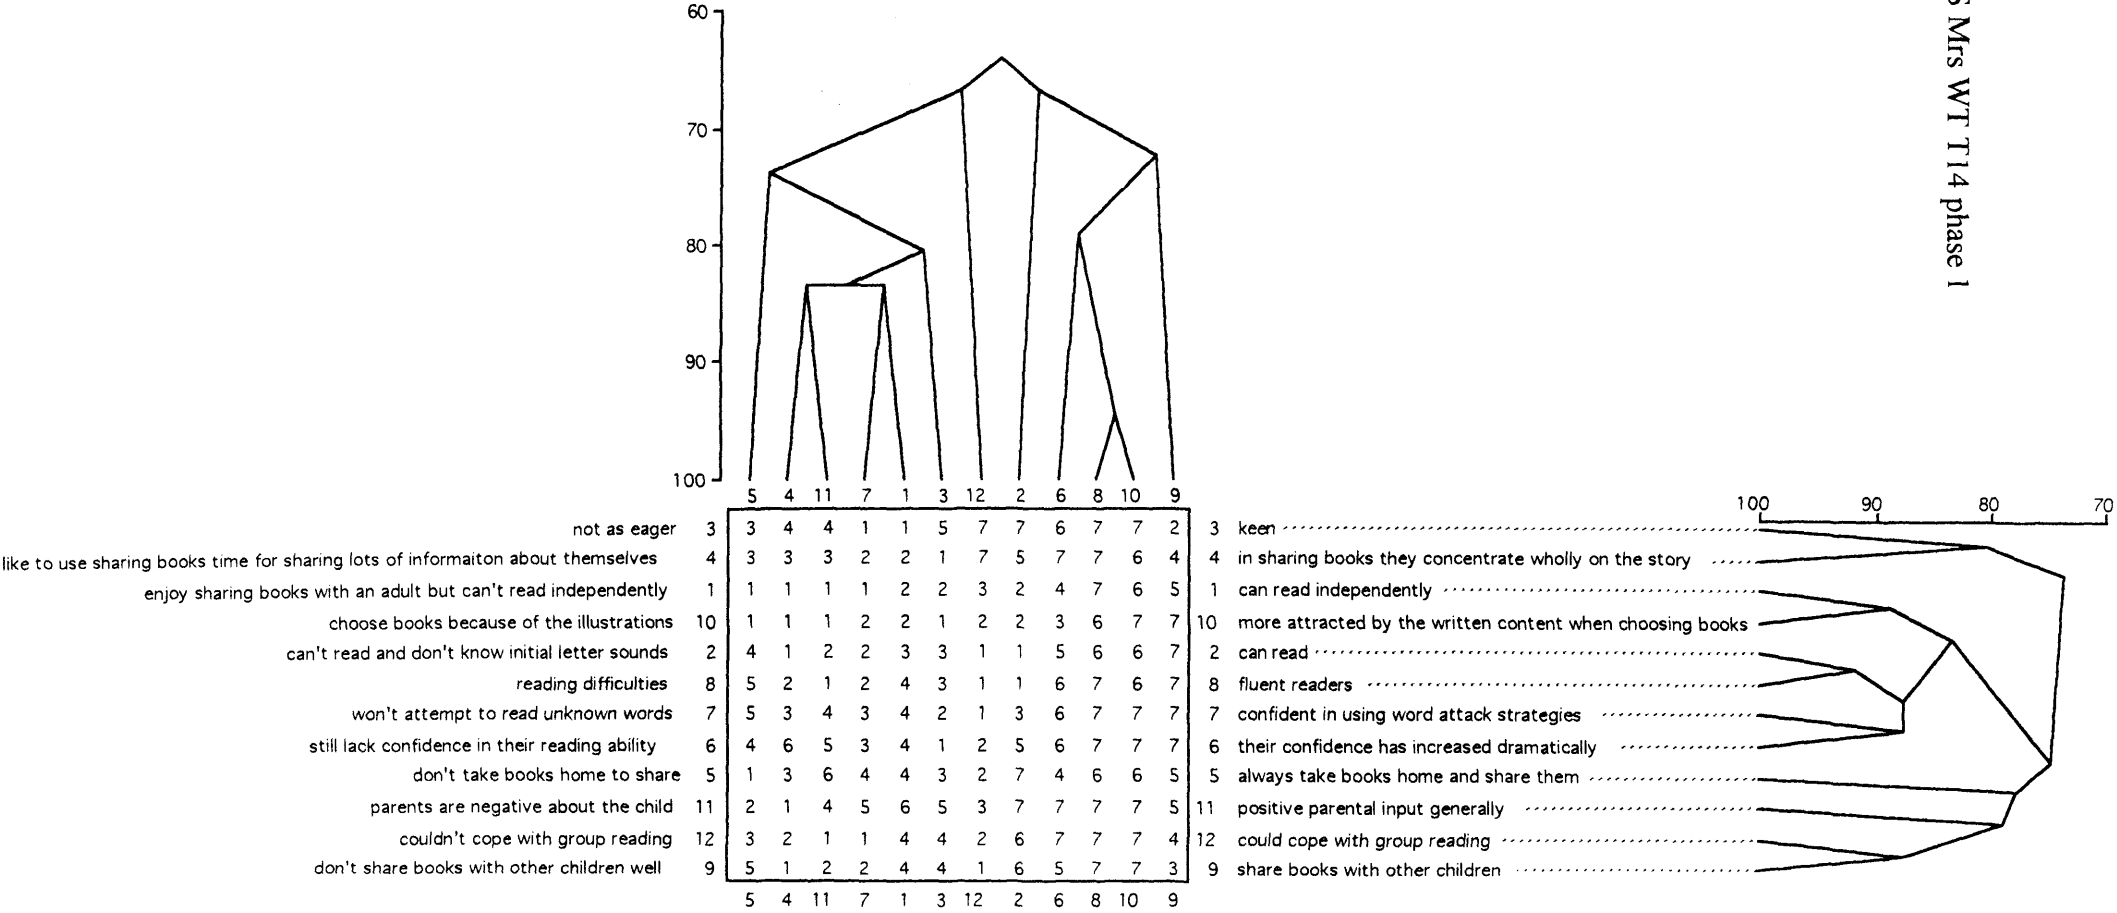 60
70
80
90
100
S Mrs WT T14 phase 1
5 4 11 7 1 3 12 2 6 8 10 9
100 90 80 70
not as eager 3 3 4 4 1 1 5 7 7 6 7 7 2 3 keen
like to use sharing books time for sharing lots of informaiton about themselves 4 3 3 3 2 2 1 7 5 7 7 6 4 4 in sharing books they concentrate wholly on the story
enjoy sharing books with an adult but can't read independently 1 1 1 1 1 2 2 3 2 4 7 6 5 1 can read independently
choose books because of the illustrations 10 1 1 1 2 2 1 2 2 3 6 7 7 10 more attracted by the written content when choosing books
can't read and don't know initial letter sounds 2 4 1 2 2 3 3 1 1 5 6 6 7 2 can read
reading difficulties 8 5 2 1 2 4 3 1 1 6 7 6 7 8 fluent readers
won't attempt to read unknown words 7 5 3 4 3 4 2 1 3 6 7 7 7 7 confident in using word attack strategies
still lack confidence in their reading ability 6 4 6 5 3 4 1 2 5 6 7 7 7 6 their confidence has increased dramatically
don't take books home to share 5 1 3 6 4 4 3 2 7 4 6 6 5 5 always take books home and share them
parents are negative about the child 11 2 1 4 5 6 5 3 7 7 7 7 5 11 positive parental input generally
couldn't cope with group reading 12 3 2 1 1 4 4 2 6 7 7 7 4 12 could cope with group reading
don't share books with other children well 9 5 1 2 2 4 4 1 6 5 7 7 3 9 share books with other children
5 4 11 7 1 3 12 2 6 8 10 9